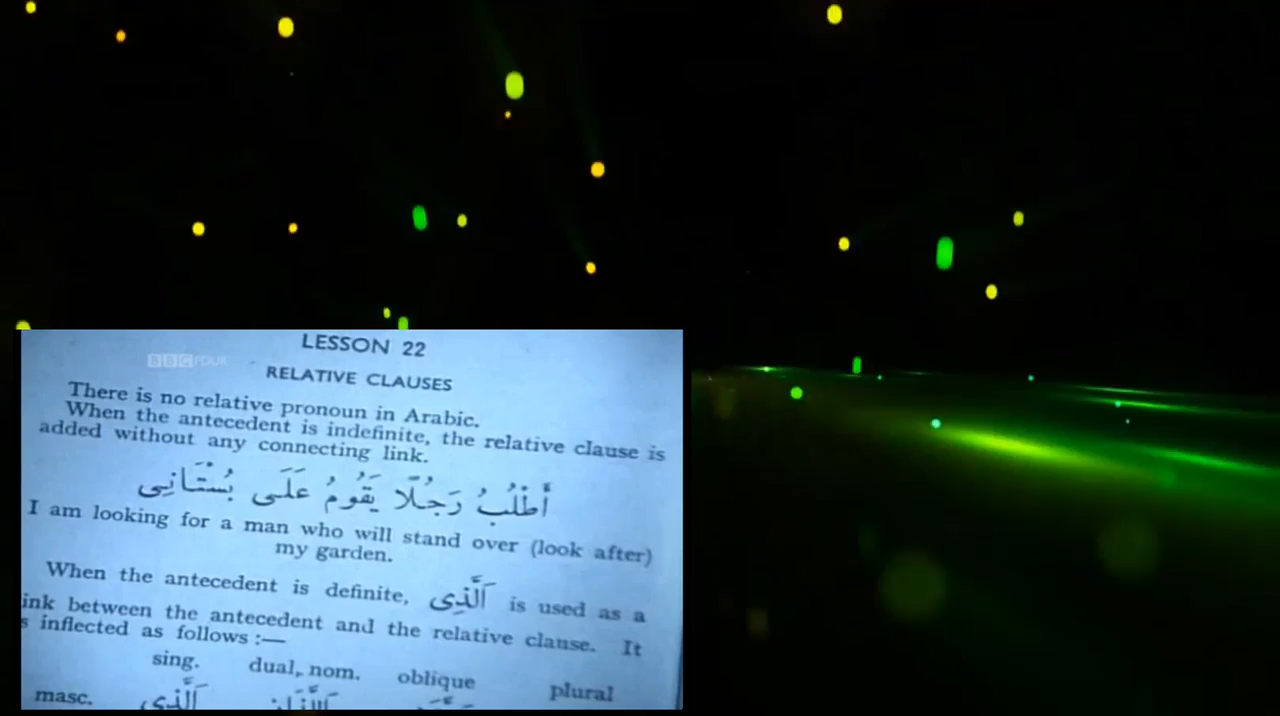 LESSON 22
BBC FOUR
RELATIVE CLAUSES
There is no relative pronoun in Arabic.
When the antecedent is indefinite, the relative clause is
added without any connecting link.
أَطْلُبُ رَجُلًا يَقُومُ عَلَى بُسْتَانِى
I am looking for a man who will stand over (look after)
my garden.
When the antecedent is definite, اَلَّذِى is used as a
ink between the antecedent and the relative clause. It
s inflected as follows :—
sing. dual, nom. oblique plural
masc. اَلَّذِى